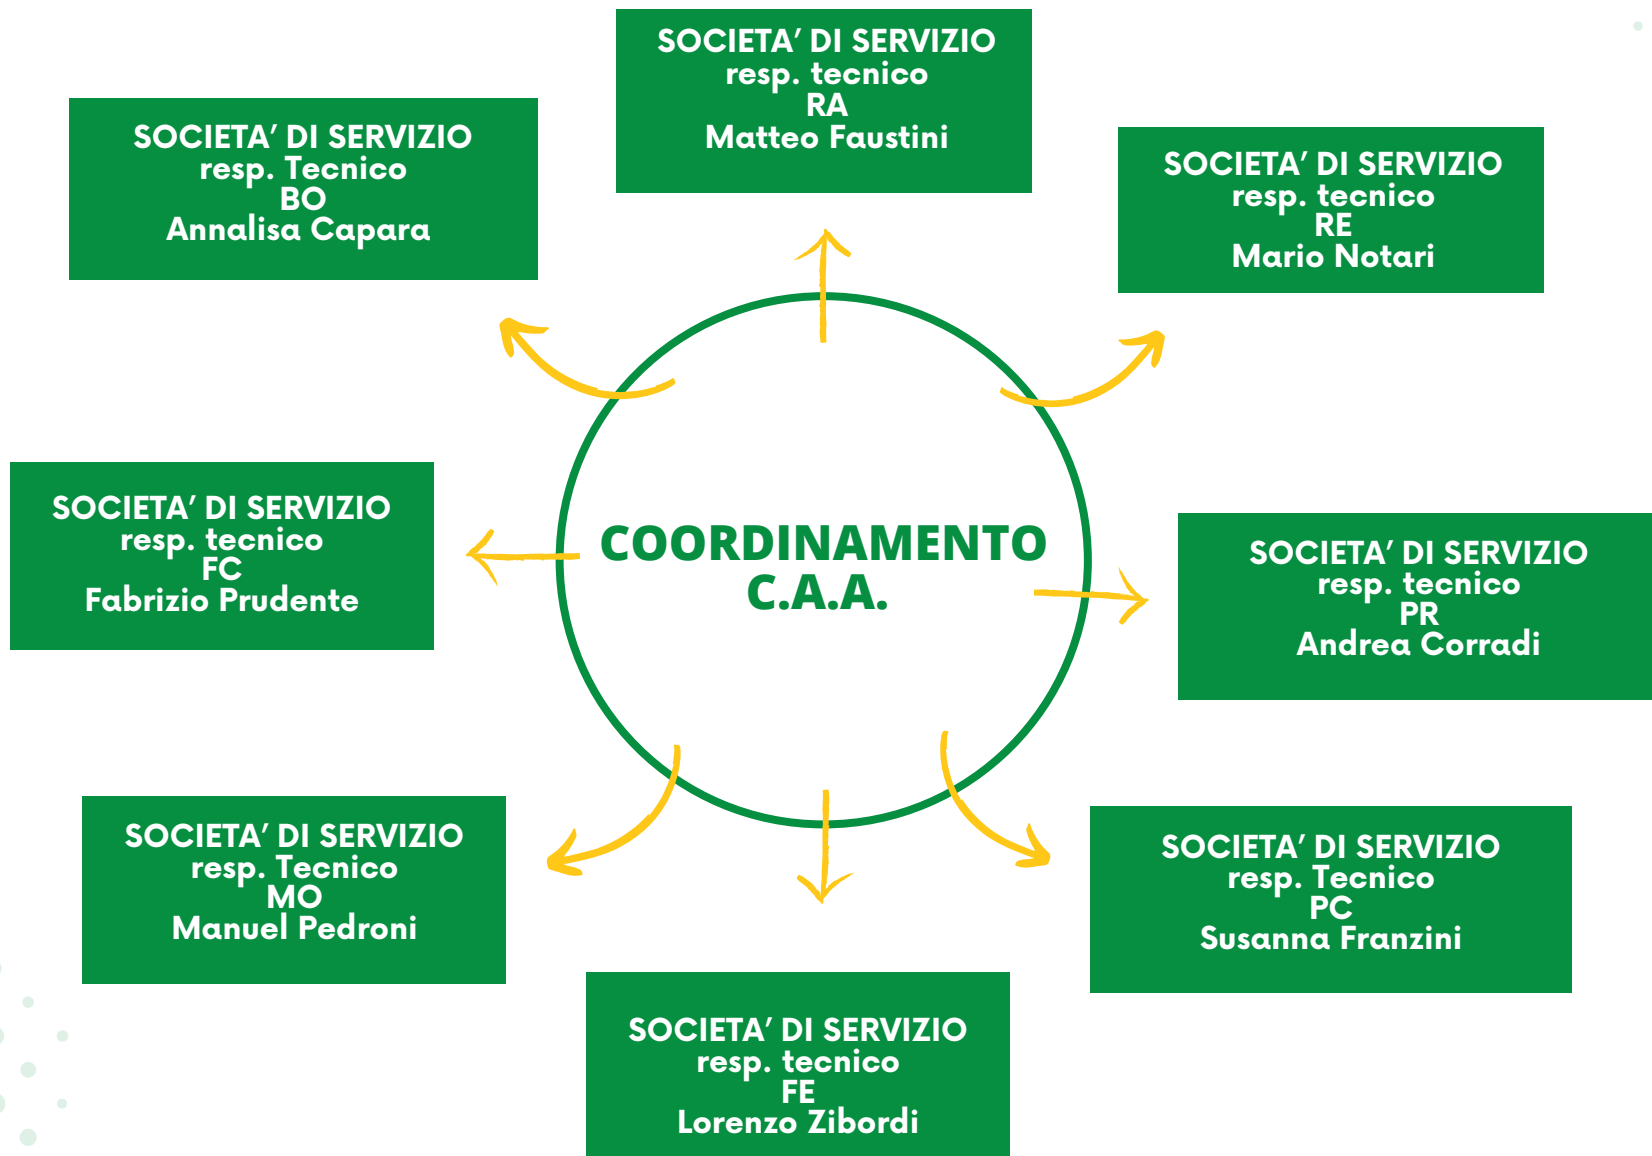 SOCIETA’ DI SERVIZIO
resp. tecnico
RA
Matteo Faustini
SOCIETA’ DI SERVIZIO
resp. Tecnico
BO
Annalisa Capara
SOCIETA’ DI SERVIZIO
resp. tecnico
RE
Mario Notari
SOCIETA’ DI SERVIZIO
resp. tecnico
FC
Fabrizio Prudente
COORDINAMENTO
C.A.A.
SOCIETA’ DI SERVIZIO
resp. tecnico
PR
Andrea Corradi
SOCIETA’ DI SERVIZIO
resp. Tecnico
MO
Manuel Pedroni
SOCIETA’ DI SERVIZIO
resp. Tecnico
PC
Susanna Franzini
SOCIETA’ DI SERVIZIO
resp. tecnico
FE
Lorenzo Zibordi